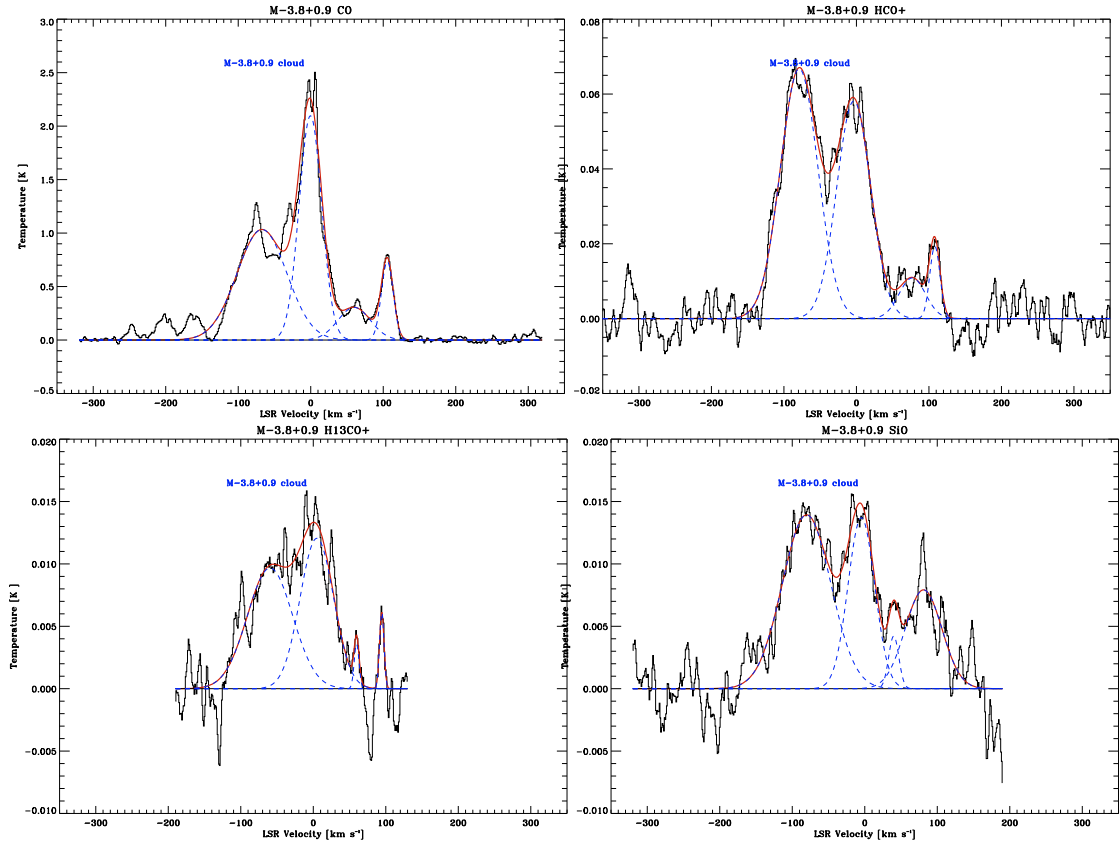 M-3.8+0.9 CO
M-3.8+0.9 HCO+
3.0
2.5
2.0
1.5
1.0
0.5
0.0
-0.5
Temperature [K]
M-3.8+0.9 cloud
-300 -200 -100 0 100 200 300
LSR Velocity [km s⁻¹]
0.08
0.06
0.04
0.02
0.00
-0.02
Temperature [K]
M-3.8+0.9 cloud
-300 -200 -100 0 100 200 300
LSR Velocity [km s⁻¹]
M-3.8+0.9 H13CO+
M-3.8+0.9 SiO
0.020
0.015
0.010
0.005
0.000
-0.005
-0.010
Temperature [K]
M-3.8+0.9 cloud
-300 -200 -100 0 100 200 300
LSR Velocity [km s⁻¹]
0.020
0.015
0.010
0.005
0.000
-0.005
-0.010
Temperature [K]
M-3.8+0.9 cloud
-300 -200 -100 0 100 200 300
LSR Velocity [km s⁻¹]